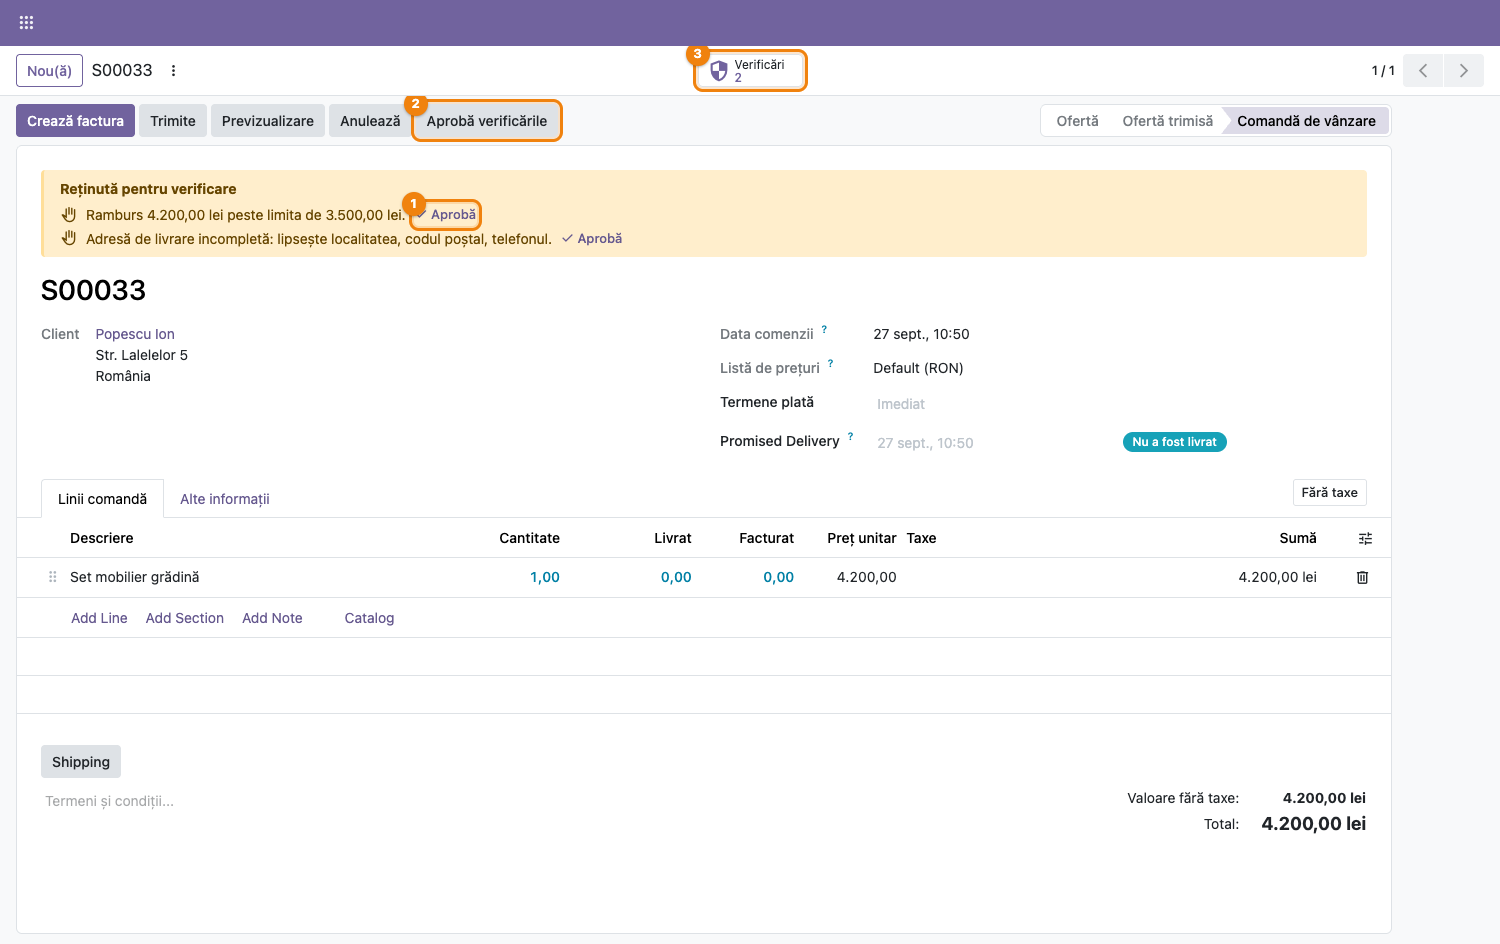 Nou(ă)
S00033
3
Verificări
2
1 / 1
Crează factura
Trimite
Previzualizare
Anulează
2
Aprobă verificările
Ofertă
Ofertă trimisă
Comandă de vânzare
Reținută pentru verificare
Ramburs 4.200,00 lei peste limita de 3.500,00 lei.
1
Aprobă
Adresă de livrare incompletă: lipsește localitatea, codul poștal, telefonul.
Aprobă
S00033
Client
Popescu Ion
Str. Lalelelor 5
România
Data comenzii ?
27 sept., 10:50
Listă de prețuri ?
Default (RON)
Termene plată
Imediat
Promised Delivery ?
27 sept., 10:50
Nu a fost livrat
Linii comandă
Alte informații
Fără taxe
Descriere
Cantitate
Livrat
Facturat
Preț unitar
Taxe
Sumă
Set mobilier grădină
1,00
0,00
0,00
4.200,00
4.200,00 lei
Add Line
Add Section
Add Note
Catalog
Shipping
Termeni și condiții...
Valoare fără taxe:
4.200,00 lei
Total:
4.200,00 lei